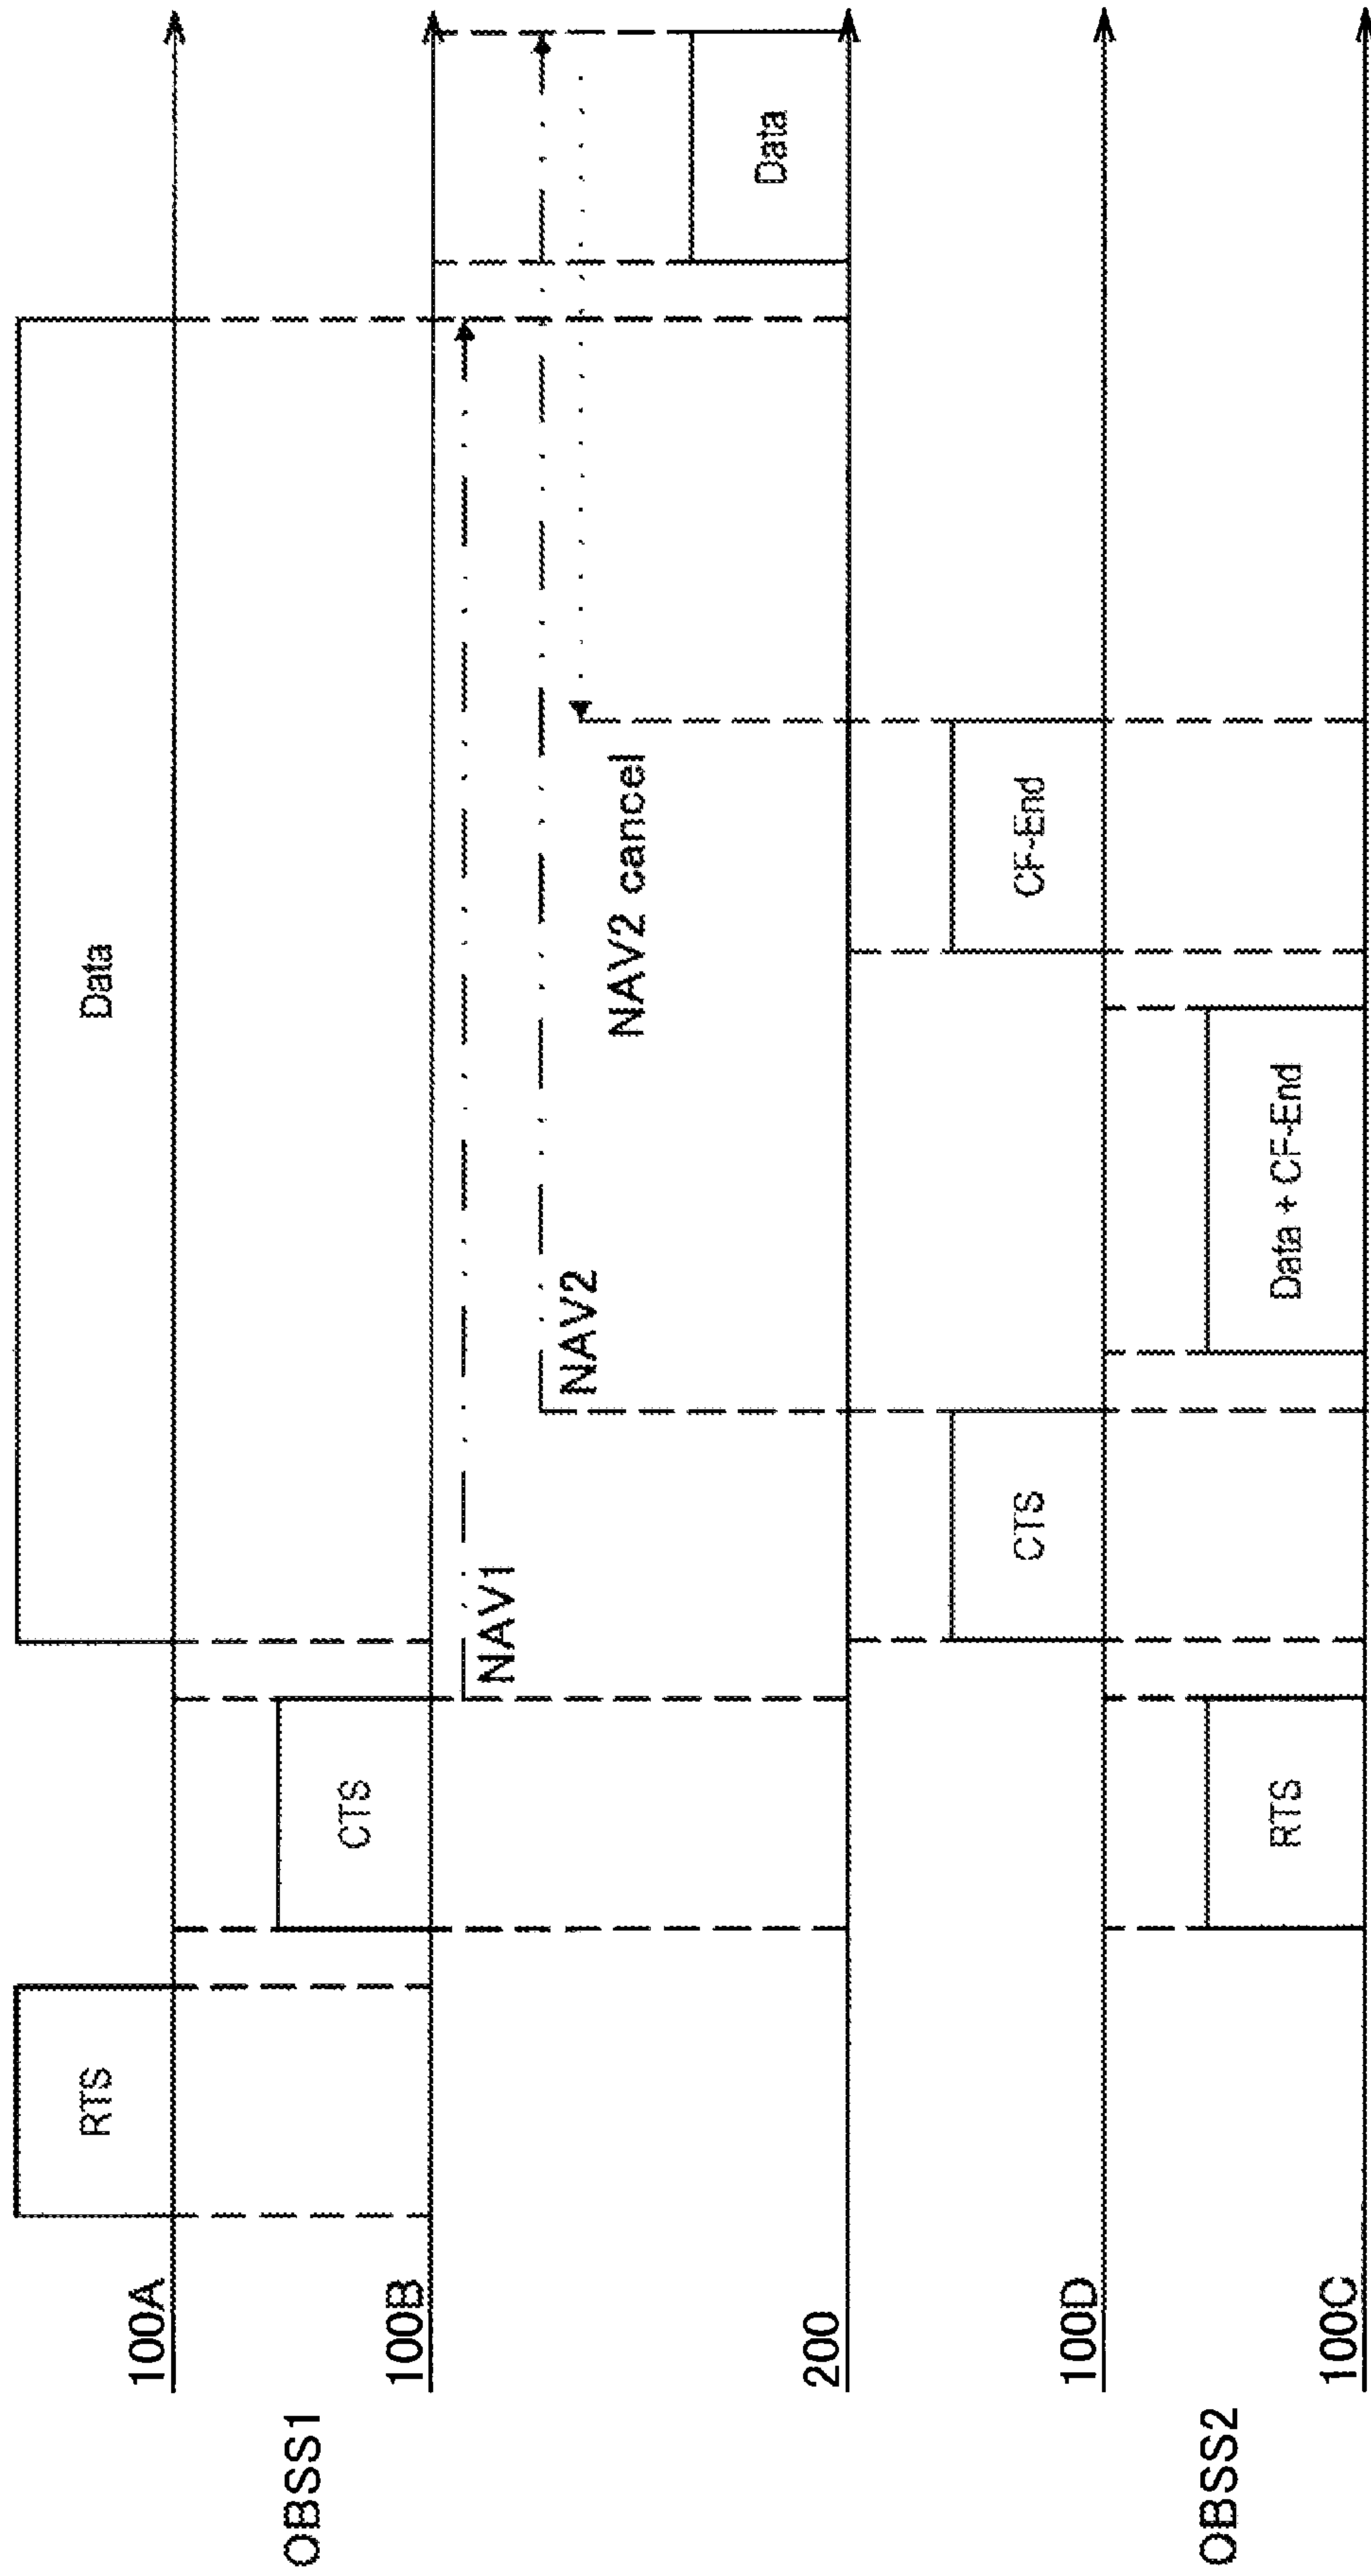 OBSS1
100A
RTS
Data
100B
CTS
NAV1
NAV2
NAV2 cancel
200
Data
OBSS2
100D
CTS
CF-End
100C
RTS
Data + CF-End